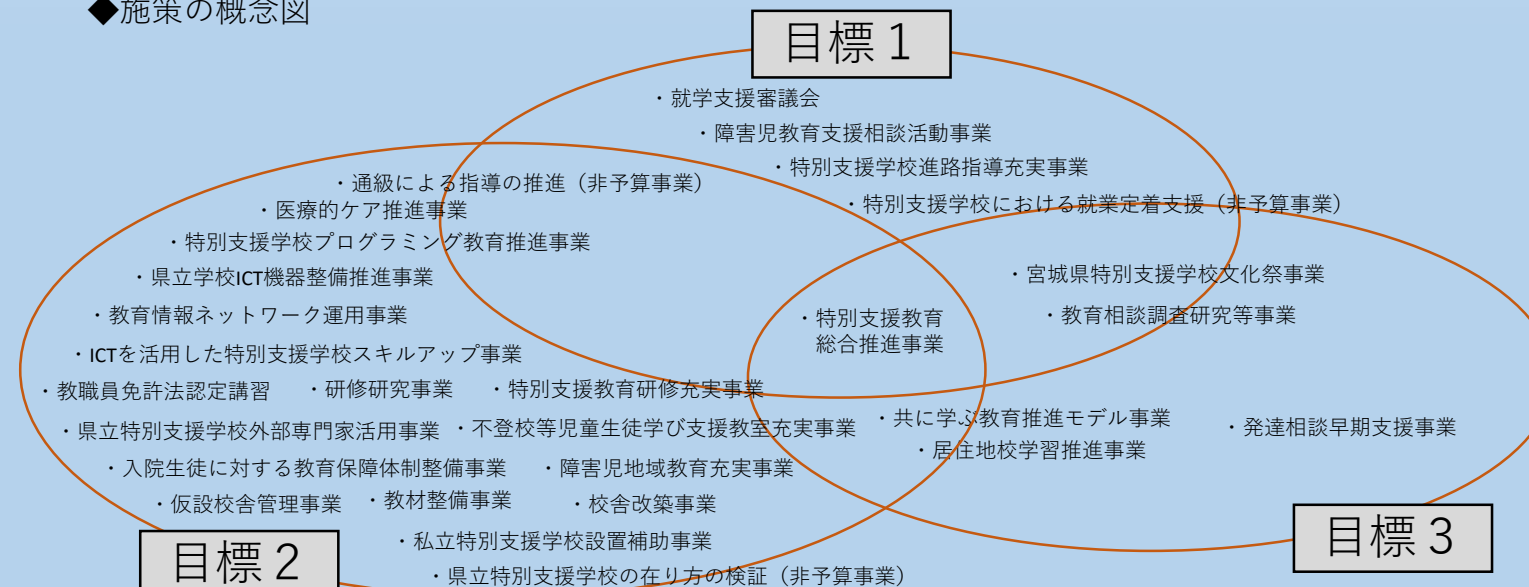 ◆施策の概念図
目標１
・就学支援審議会
・障害児教育支援相談活動事業
・特別支援学校進路指導充実事業
・通級による指導の推進（非予算事業）
・特別支援学校における就業定着支援（非予算事業）
・医療的ケア推進事業
・特別支援学校プログラミング教育推進事業
・県立学校ICT機器整備推進事業
・宮城県特別支援学校文化祭事業
・教育情報ネットワーク運用事業
・特別支援教育
総合推進事業
・教育相談調査研究等事業
・ICTを活用した特別支援学校スキルアップ事業
・教職員免許法認定講習 ・研修研究事業 ・特別支援教育研修充実事業
・県立特別支援学校外部専門家活用事業 ・不登校等児童生徒学び支援教室充実事業
・共に学ぶ教育推進モデル事業
・発達相談早期支援事業
・居住地校学習推進事業
・入院生徒に対する教育保障体制整備事業 ・障害児地域教育充実事業
・仮設校舎管理事業 ・教材整備事業 ・校舎改築事業
・私立特別支援学校設置補助事業
目標２
目標３
・県立特別支援学校の在り方の検証（非予算事業）